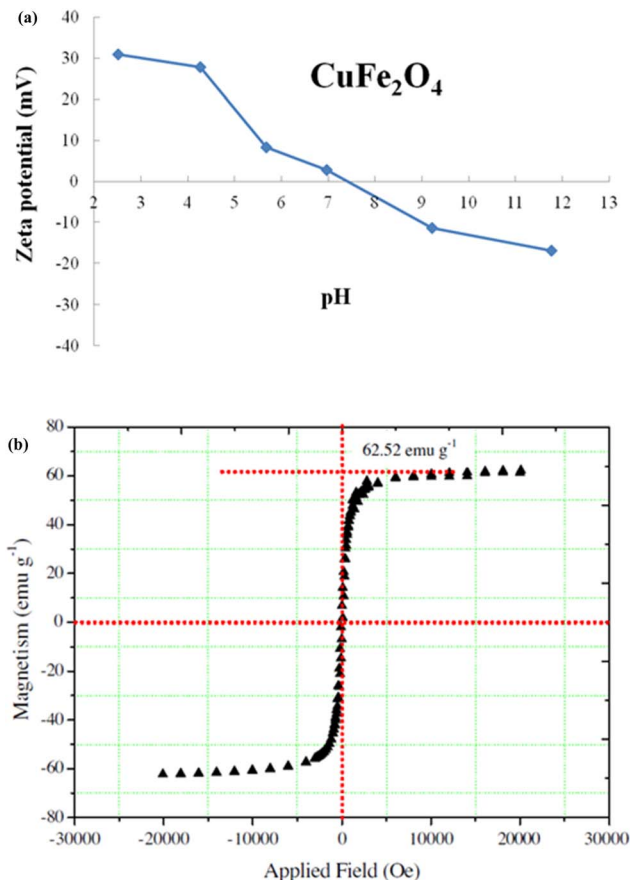 (a)
40
30
20
10
0
-10
-20
-30
-40
Zeta potential (mV)
CuFe₂O₄
2 3 4 5 6 7 8 9 10 11 12 13
pH
(b)
80
60
40
20
0
-20
-40
-60
-80
Magnetism (emu g⁻¹)
62.52 emu g⁻¹
-30000 -20000 -10000 0 10000 20000 30000
Applied Field (Oe)